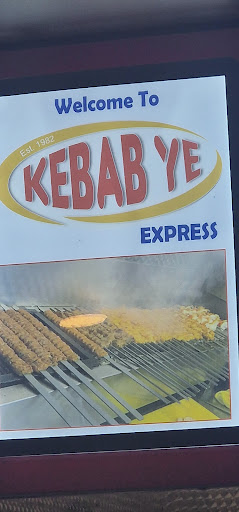 Welcome To
Est. 1982
KEBAB YE
EXPRESS